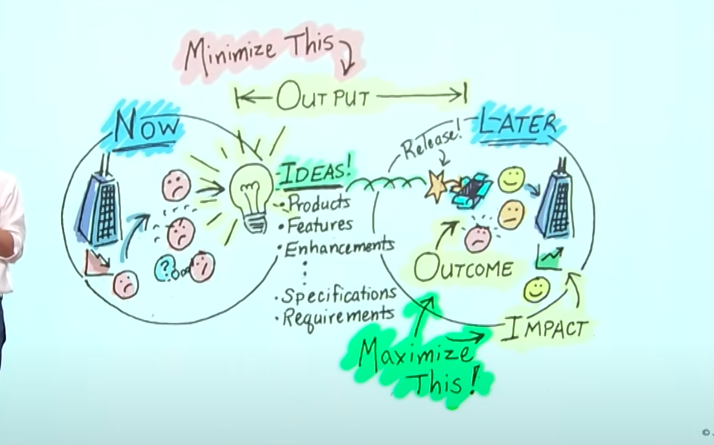 Minimize This
OUTPUT
NOW
LATER
Release!
IDEAS!
• Products
• Features
• Enhancements
• Specifications
• Requirements
?
OUTCOME
IMPACT
Maximize
This!
©